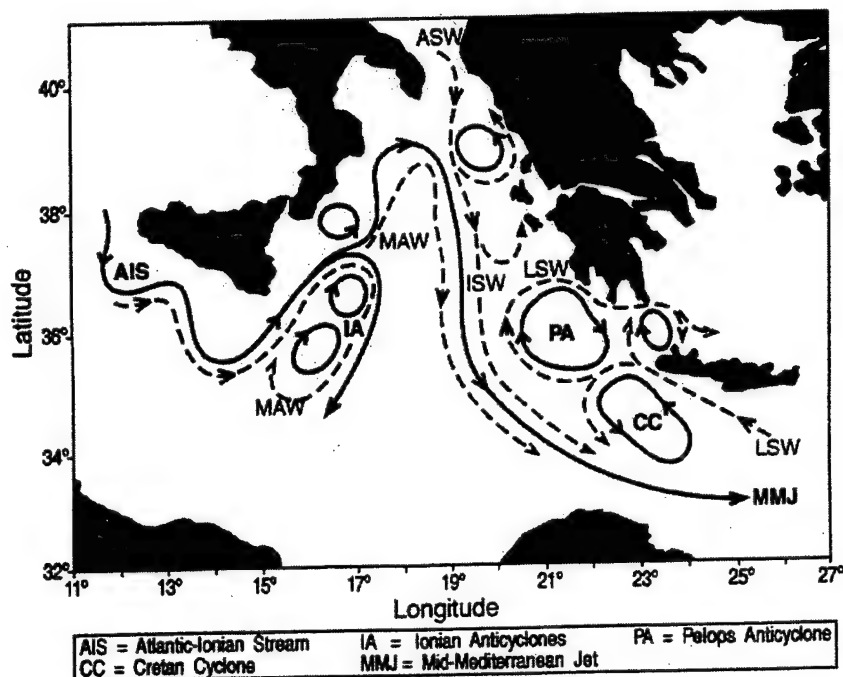 ASW
40°
38°
MAW
AIS
ISW
LSW
IA
PA
36°
MAW
CC
LSW
34°
MMJ
32°
11° 13° 15° 17° 19° 21° 23° 25° 27°
Latitude
Longitude
AIS = Atlantic-Ionian Stream IA = Ionian Anticyclones PA = Pelops Anticyclone
CC = Cretan Cyclone MMJ = Mid-Mediterranean Jet